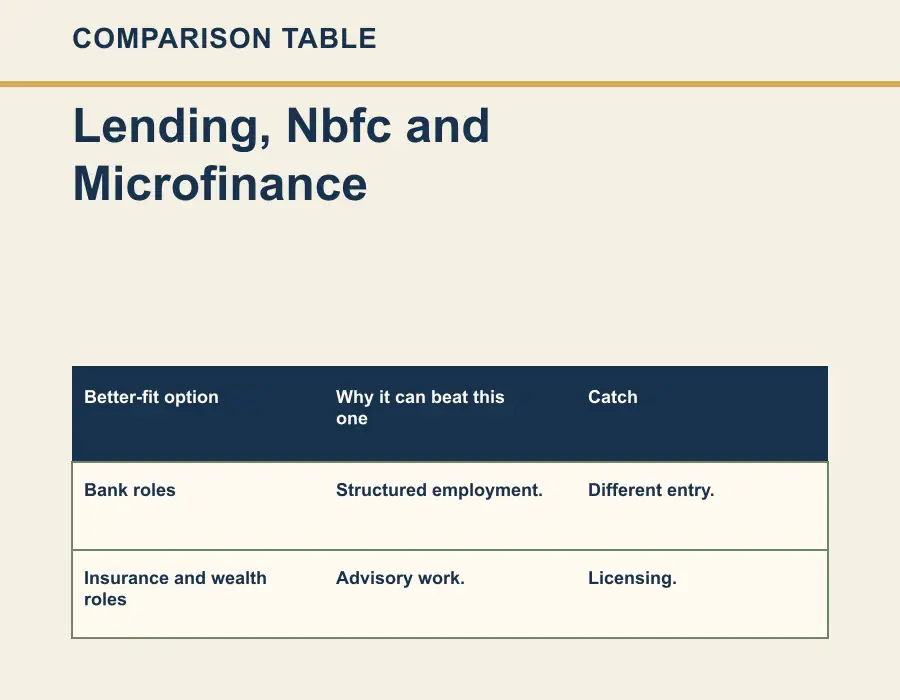 COMPARISON TABLE
Lending, Nbfc and
Microfinance
Better-fit option
Why it can beat this
one
Catch
Bank roles
Structured employment.
Different entry.
Insurance and wealth
roles
Advisory work.
Licensing.